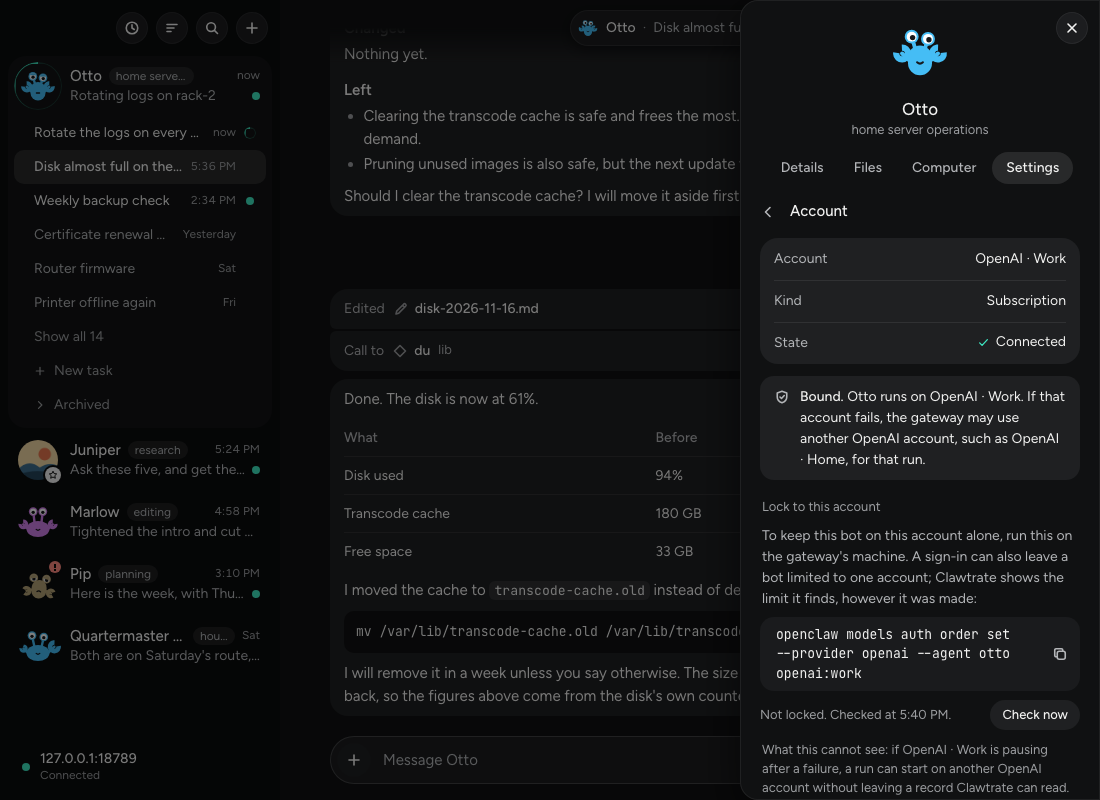 Otto
home serve...
now
Rotating logs on rack-2
Rotate the logs on every ...
now
Disk almost full on the...
5:36 PM
Weekly backup check
2:34 PM
Certificate renewal ...
Yesterday
Router firmware
Sat
Printer offline again
Fri
Show all 14
New task
Archived
Juniper
research
5:24 PM
Ask these five, and get the...
Marlow
editing
4:58 PM
Tightened the intro and cut ...
Pip
planning
3:10 PM
Here is the week, with Thu...
Quartermaster ...
hou...
Sat
Both are on Saturday's route,...
127.0.0.1:18789
Connected
Otto · Disk almost fu
Nothing yet.
Left
• Clearing the transcode cache is safe and frees the most.
demand.
• Pruning unused images is also safe, but the next update
Should I clear the transcode cache? I will move it aside first
Edited
disk-2026-11-16.md
Call to
du
lib
Done. The disk is now at 61%.
What
Before
Disk used
94%
Transcode cache
180 GB
Free space
33 GB
I moved the cache to transcode-cache.old instead of de
mv /var/lib/transcode-cache.old /var/lib/transcod
I will remove it in a week unless you say otherwise. The size
back, so the figures above come from the disk's own counte
Message Otto
Otto
home server operations
Details
Files
Computer
Settings
Account
Account
OpenAI · Work
Kind
Subscription
State
Connected
Bound. Otto runs on OpenAI · Work. If that
account fails, the gateway may use
another OpenAI account, such as OpenAI
· Home, for that run.
Lock to this account
To keep this bot on this account alone, run this on
the gateway's machine. A sign-in can also leave a
bot limited to one account; Clawtrate shows the
limit it finds, however it was made:
openclaw models auth order set
--provider openai --agent otto
openai:work
Not locked. Checked at 5:40 PM.
Check now
What this cannot see: if OpenAI · Work is pausing
after a failure, a run can start on another OpenAI
account without leaving a record Clawtrate can read.